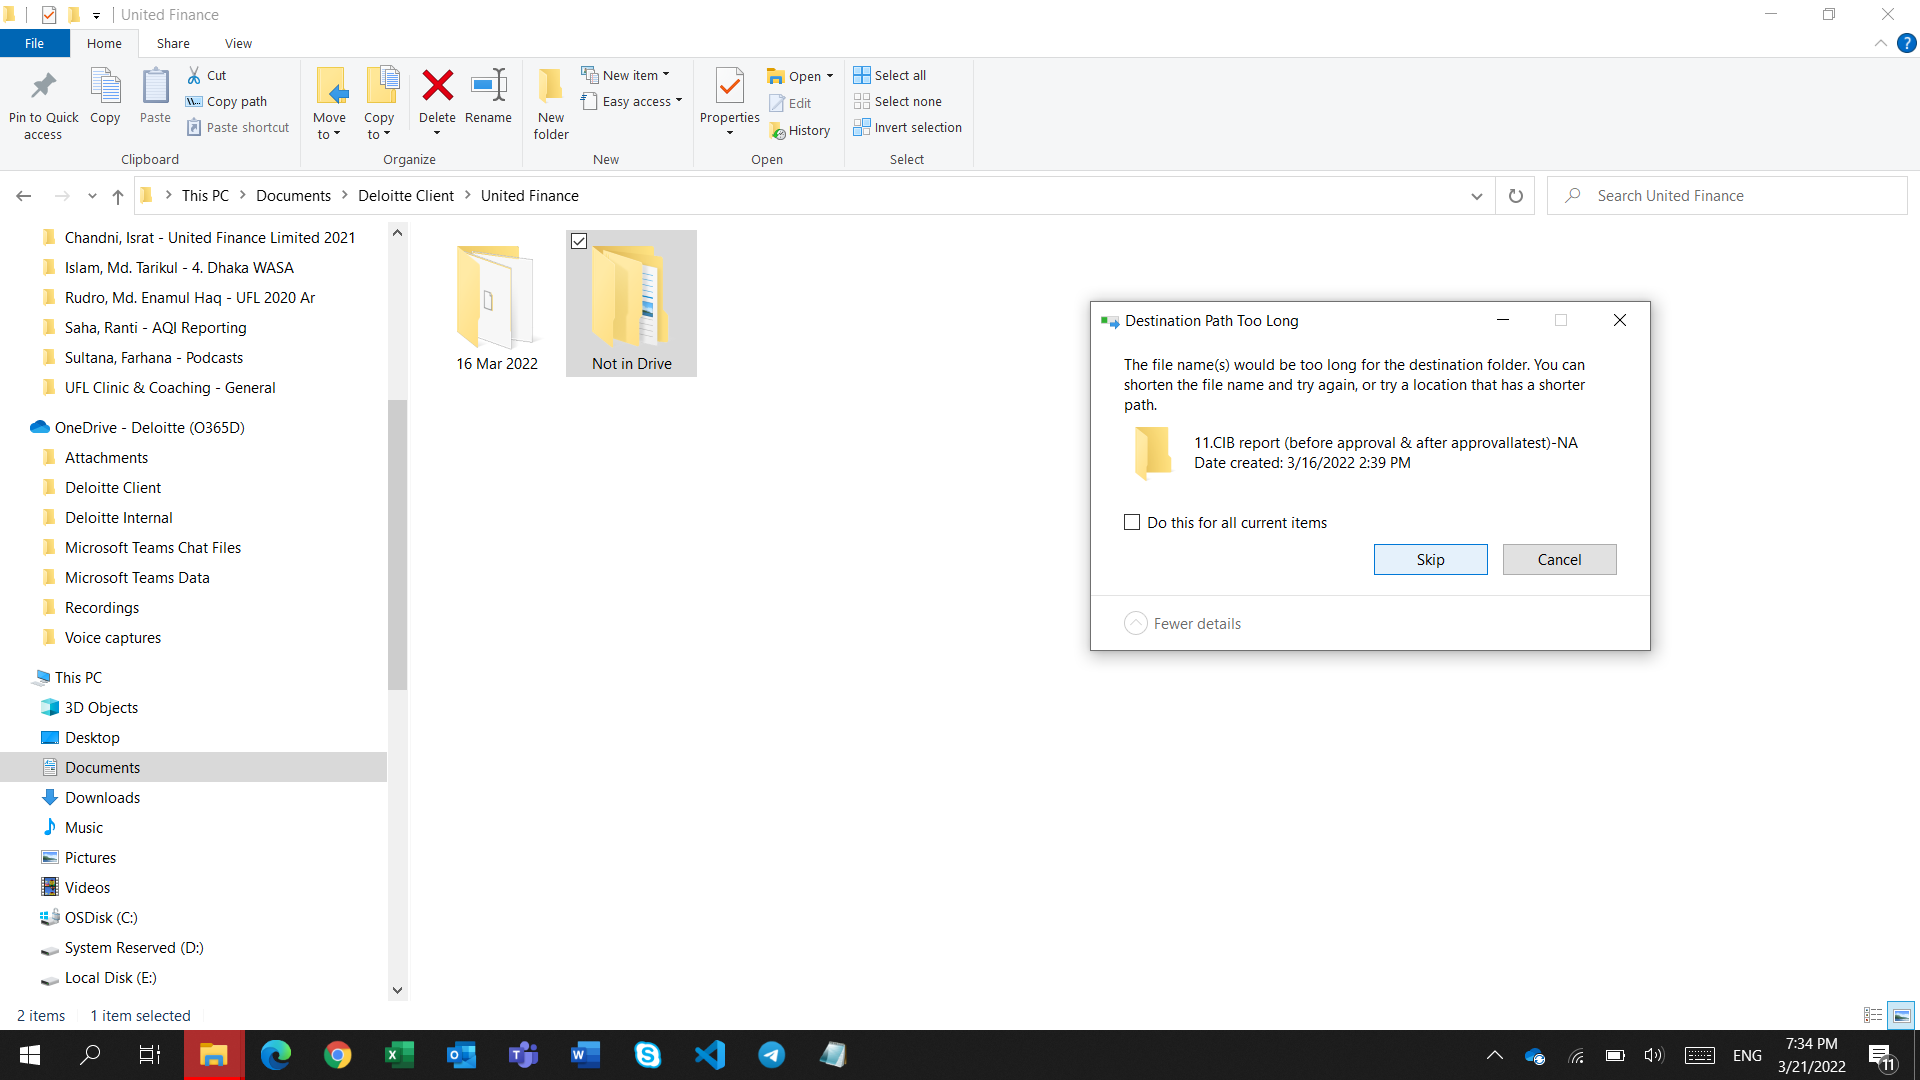 United Finance
File
Home
Share
View
Pin to Quick access
Copy
Paste
Cut
Copy path
Paste shortcut
Clipboard
Move to
Copy to
Delete
Rename
Organize
New folder
New item
Easy access
New
Properties
Open
Edit
History
Open
Select all
Select none
Invert selection
Select
This PC
Documents
Deloitte Client
United Finance
Search United Finance
Chandni, Israt - United Finance Limited 2021
Islam, Md. Tarikul - 4. Dhaka WASA
Rudro, Md. Enamul Haq - UFL 2020 Ar
Saha, Ranti - AQI Reporting
Sultana, Farhana - Podcasts
UFL Clinic & Coaching - General
OneDrive - Deloitte (O365D)
Attachments
Deloitte Client
Deloitte Internal
Microsoft Teams Chat Files
Microsoft Teams Data
Recordings
Voice captures
This PC
3D Objects
Desktop
Documents
Downloads
Music
Pictures
Videos
OSDisk (C:)
System Reserved (D:)
Local Disk (E:)
16 Mar 2022
Not in Drive
Destination Path Too Long
The file name(s) would be too long for the destination folder. You can
shorten the file name and try again, or try a location that has a shorter
path.
11.CIB report (before approval & after approvallatest)-NA
Date created: 3/16/2022 2:39 PM
Do this for all current items
Skip
Cancel
Fewer details
2 items
1 item selected
ENG
7:34 PM
3/21/2022
11